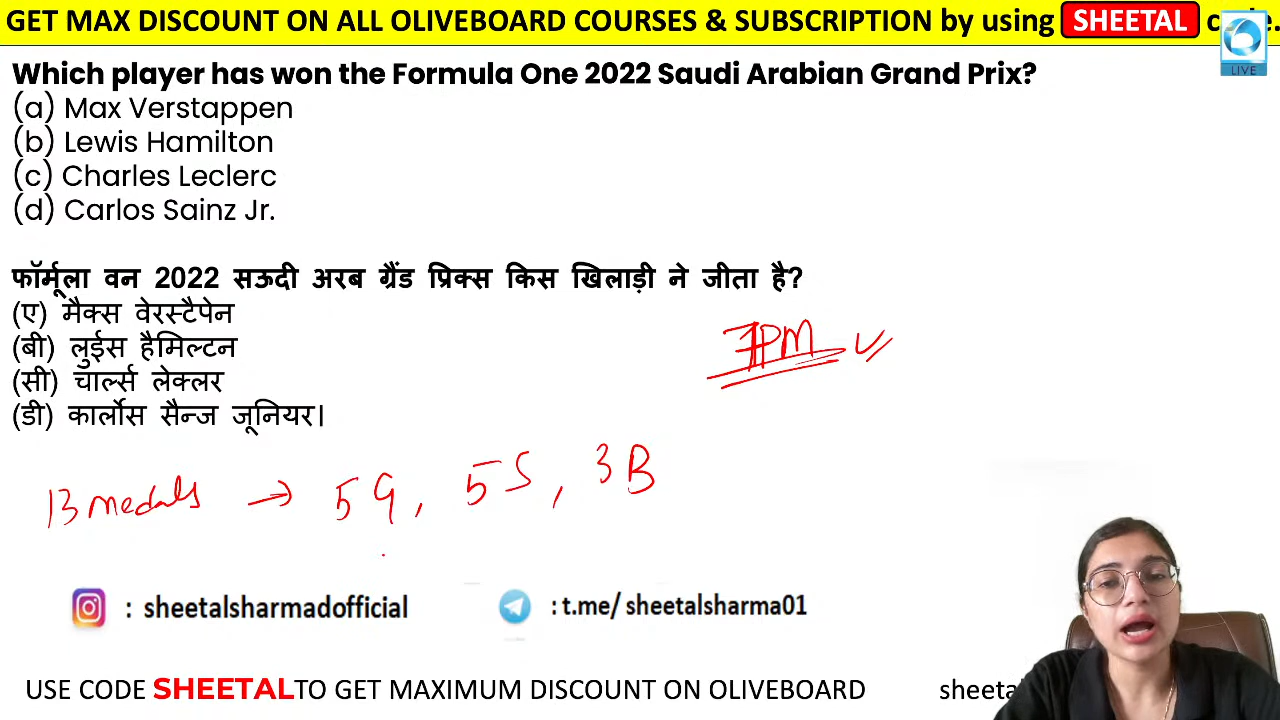 GET MAX DISCOUNT ON ALL OLIVEBOARD COURSES & SUBSCRIPTION by using SHEETAL code.
LIVE
Which player has won the Formula One 2022 Saudi Arabian Grand Prix?
(a) Max Verstappen
(b) Lewis Hamilton
(c) Charles Leclerc
(d) Carlos Sainz Jr.
फॉर्मूला वन 2022 सऊदी अरब ग्रैंड प्रिक्स किस खिलाड़ी ने जीता है?
(ए) मैक्स वेरस्टैपेन
(बी) लुईस हैमिल्टन
(सी) चार्ल्स लेक्लर
(डी) कार्लोस सैन्ज जूनियर।
13 medals → 5G, 5S, 3B
: sheetalsharmadofficial
: t.me/ sheetalsharma01
USE CODE SHEETAL TO GET MAXIMUM DISCOUNT ON OLIVEBOARD
sheeta